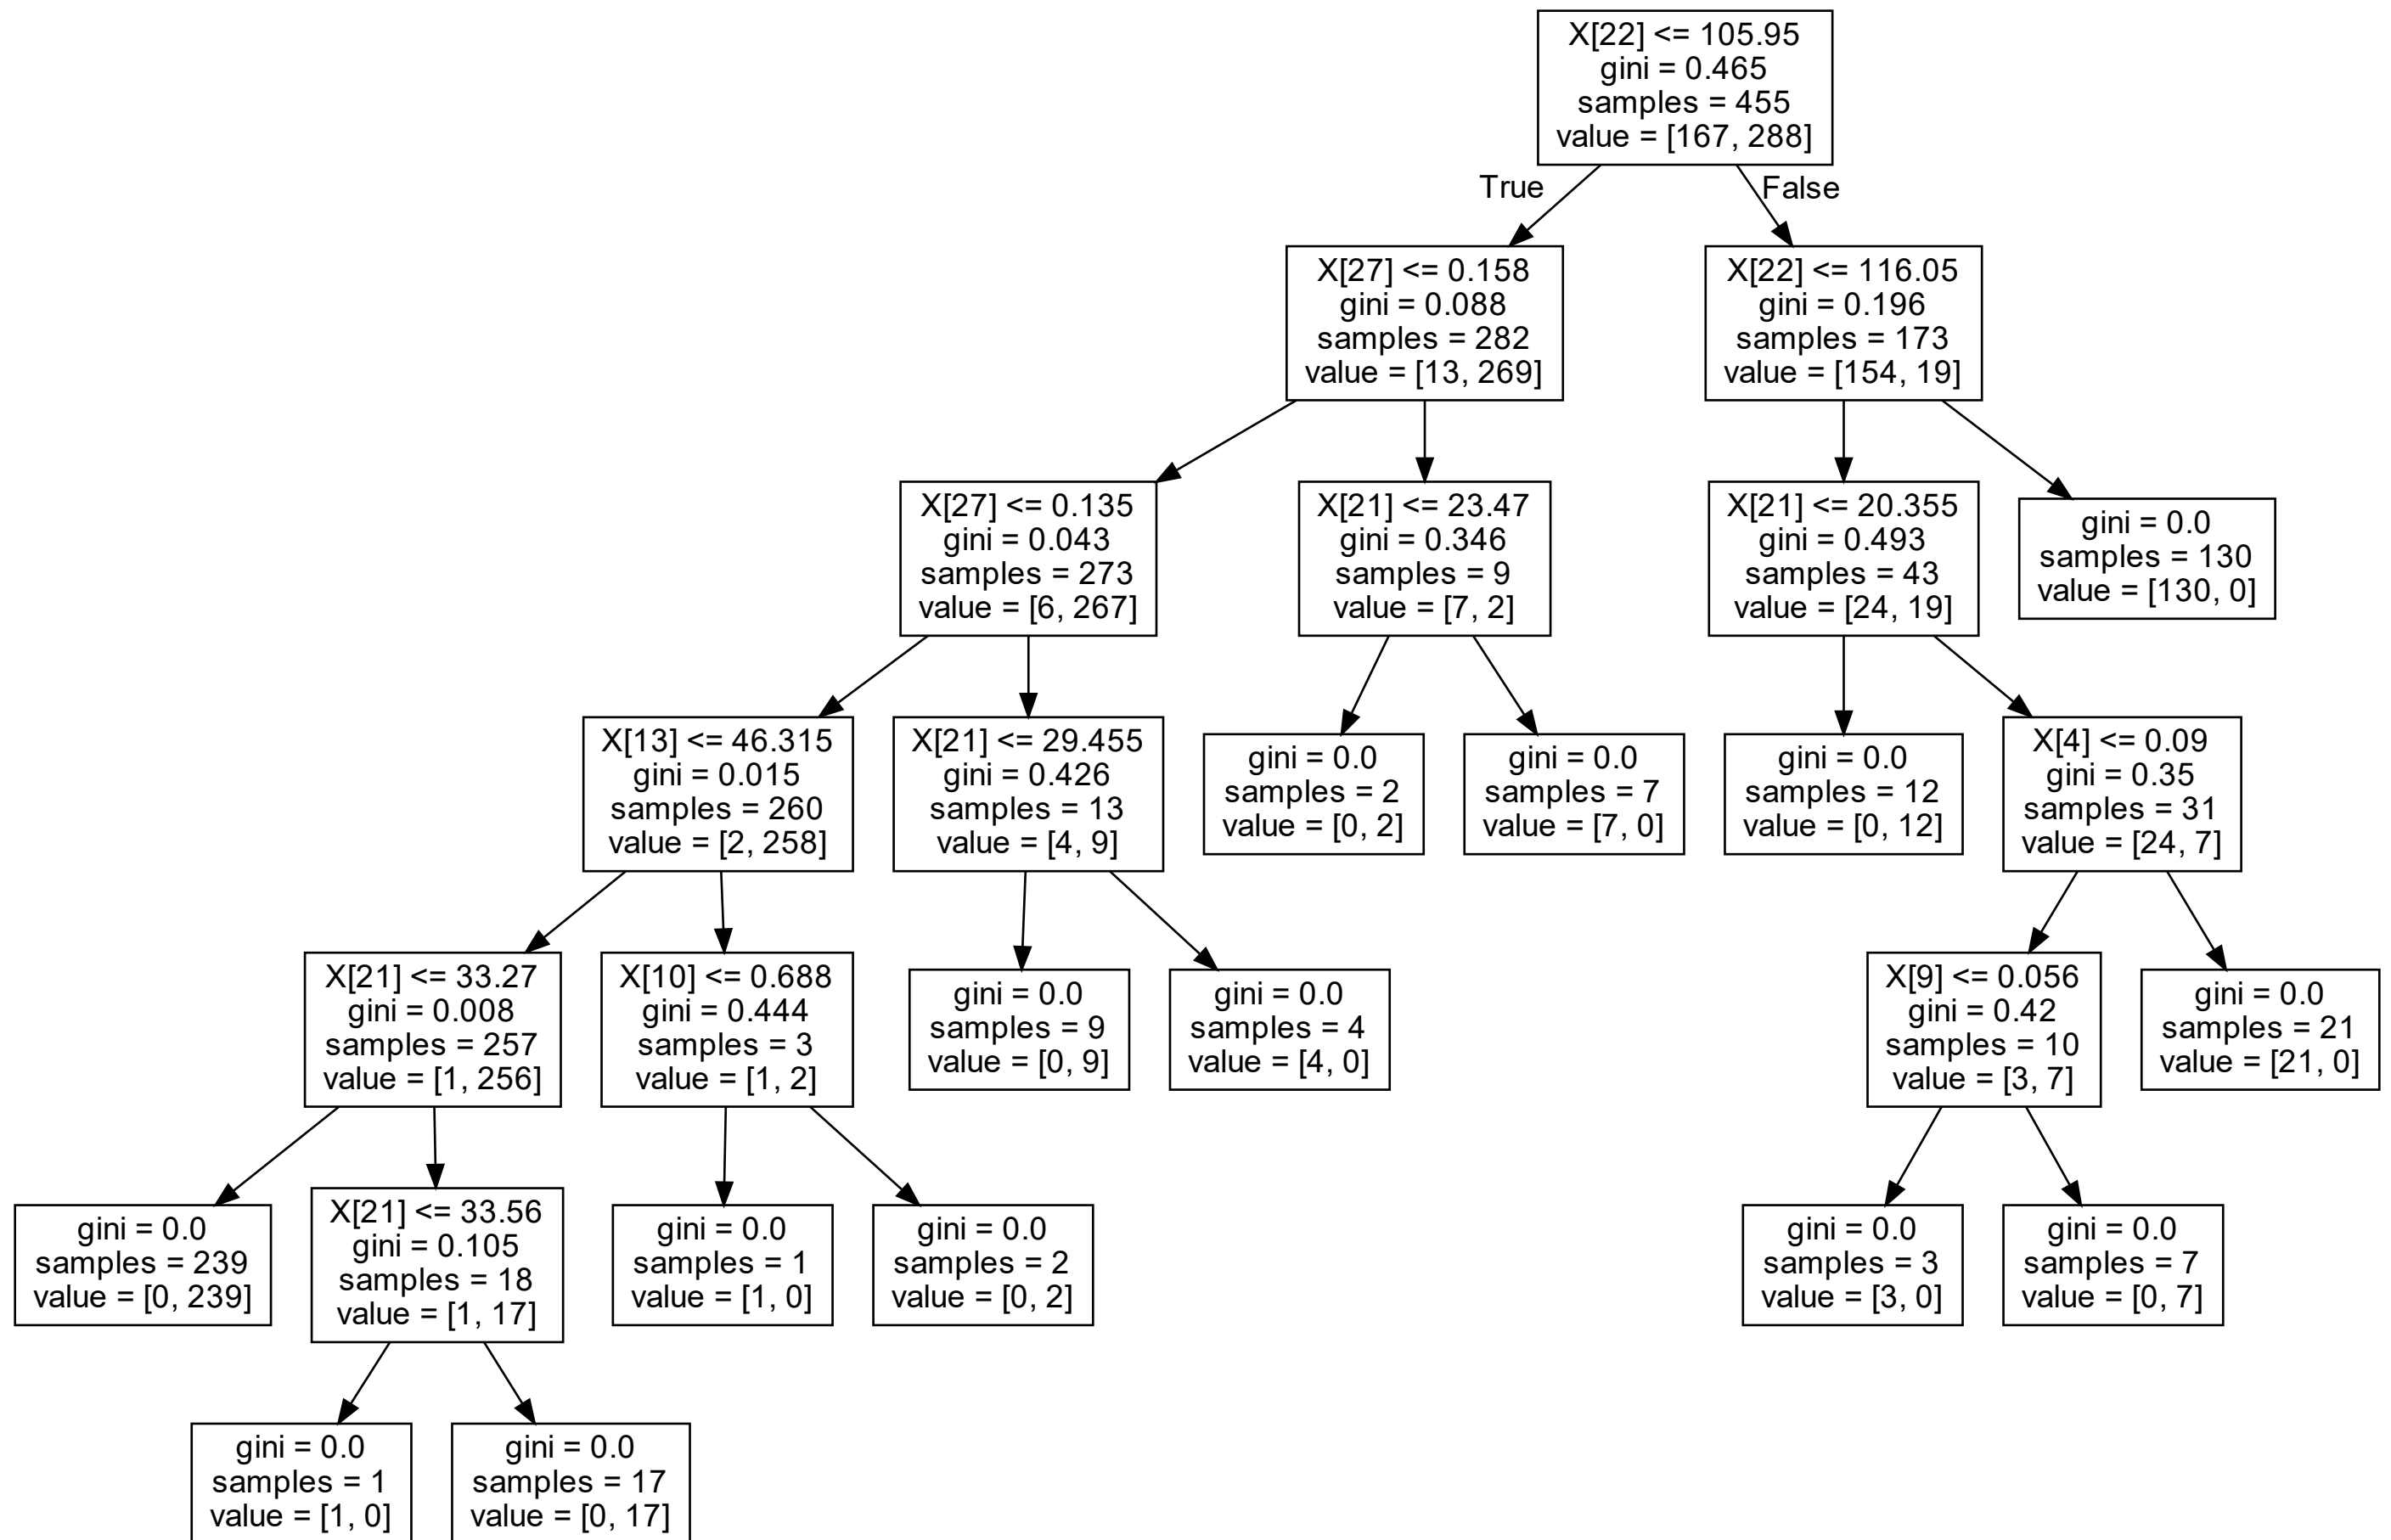 X[22] <= 105.95
gini = 0.465
samples = 455
value = [167, 288]
True
False
X[27] <= 0.158
gini = 0.088
samples = 282
value = [13, 269]
X[22] <= 116.05
gini = 0.196
samples = 173
value = [154, 19]
X[27] <= 0.135
gini = 0.043
samples = 273
value = [6, 267]
X[21] <= 23.47
gini = 0.346
samples = 9
value = [7, 2]
X[21] <= 20.355
gini = 0.493
samples = 43
value = [24, 19]
gini = 0.0
samples = 130
value = [130, 0]
X[13] <= 46.315
gini = 0.015
samples = 260
value = [2, 258]
X[21] <= 29.455
gini = 0.426
samples = 13
value = [4, 9]
gini = 0.0
samples = 2
value = [0, 2]
gini = 0.0
samples = 7
value = [7, 0]
gini = 0.0
samples = 12
value = [0, 12]
X[4] <= 0.09
gini = 0.35
samples = 31
value = [24, 7]
X[21] <= 33.27
gini = 0.008
samples = 257
value = [1, 256]
X[10] <= 0.688
gini = 0.444
samples = 3
value = [1, 2]
gini = 0.0
samples = 9
value = [0, 9]
gini = 0.0
samples = 4
value = [4, 0]
X[9] <= 0.056
gini = 0.42
samples = 10
value = [3, 7]
gini = 0.0
samples = 21
value = [21, 0]
gini = 0.0
samples = 239
value = [0, 239]
X[21] <= 33.56
gini = 0.105
samples = 18
value = [1, 17]
gini = 0.0
samples = 1
value = [1, 0]
gini = 0.0
samples = 2
value = [0, 2]
gini = 0.0
samples = 3
value = [3, 0]
gini = 0.0
samples = 7
value = [0, 7]
gini = 0.0
samples = 1
value = [1, 0]
gini = 0.0
samples = 17
value = [0, 17]